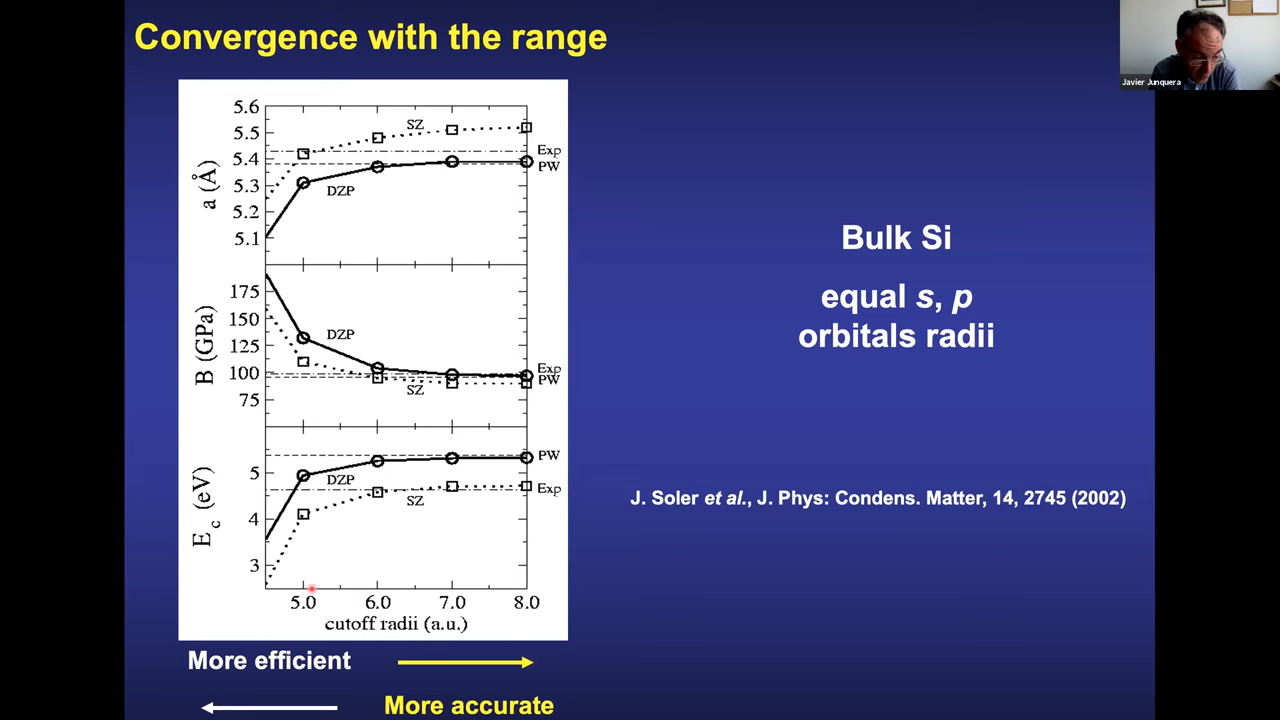 Convergence with the range
Javier Junquera
5.6
5.5
5.4
5.3
5.2
5.1
a (Å)
SZ
Exp
PW
DZP
175
150
125
100
75
B (GPa)
DZP
Exp
PW
SZ
5
4
3
E c (eV)
PW
DZP
Exp
SZ
5.0 6.0 7.0 8.0
cutoff radii (a.u.)
More efficient
More accurate
Bulk Si
equal s, p
orbitals radii
J. Soler et al., J. Phys: Condens. Matter, 14, 2745 (2002)